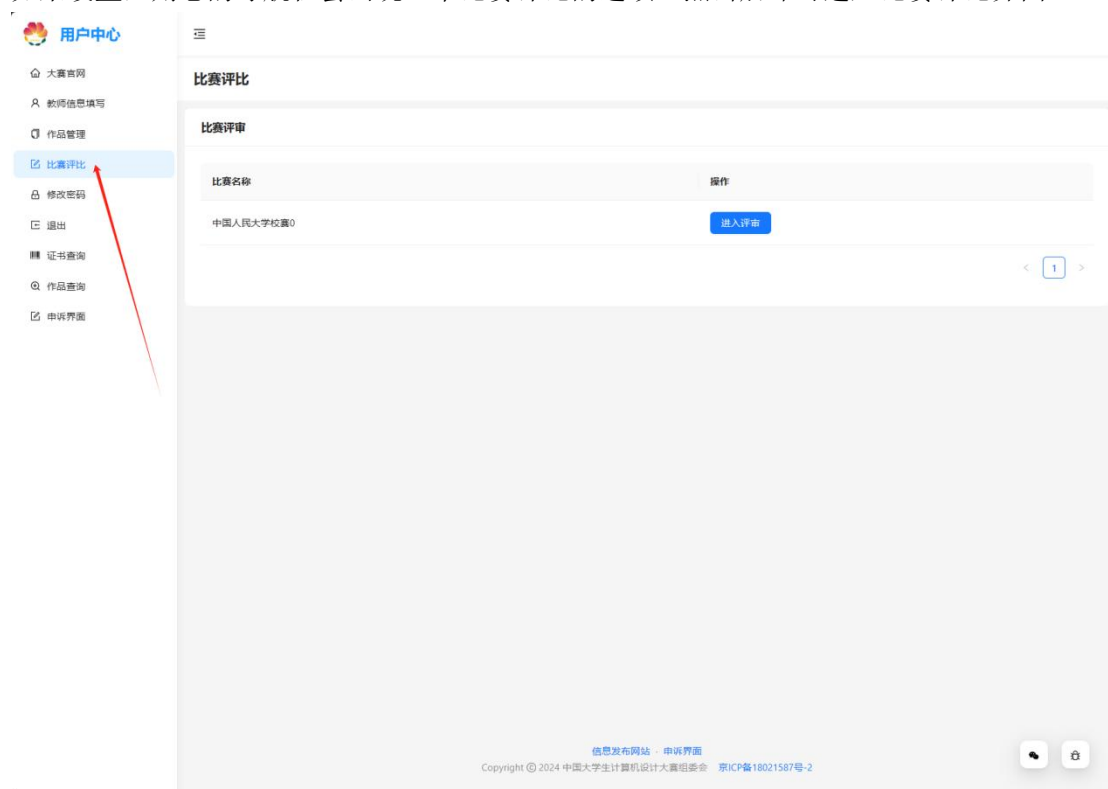 用户中心
大赛官网
教师信息填写
作品管理
比赛评比
修改密码
退出
证书查询
作品查询
申诉界面
比赛评比
比赛评审
比赛名称 操作
中国人民大学校赛0 进入评审
< 1 >
信息发布网站 · 申诉界面
Copyright © 2024 中国大学生计算机设计大赛组委会 京ICP备18021587号-2